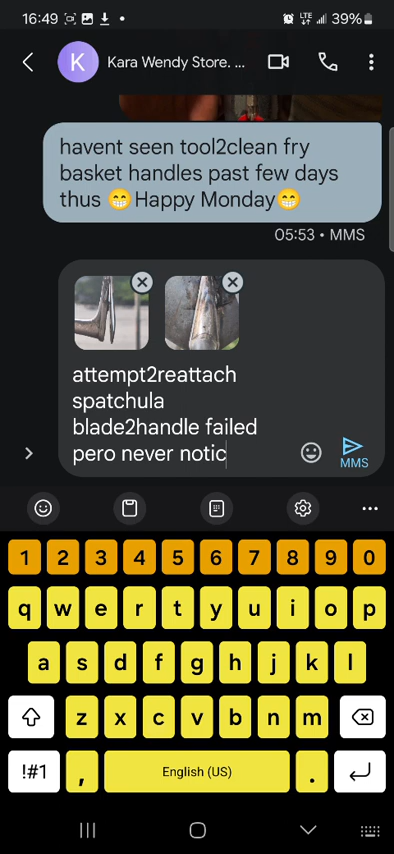 16:49 LTE 39%
K Kara Wendy Store. ...
havent seen tool2clean fry
basket handles past few days
thus 😁 Happy Monday😁
05:53 • MMS
attempt2reattach
spatchula
blade2handle failed
pero never notic
MMS
1 2 3 4 5 6 7 8 9 0
q w e r t y u i o p
a s d f g h j k l
z x c v b n m
!#1 , English (US) .